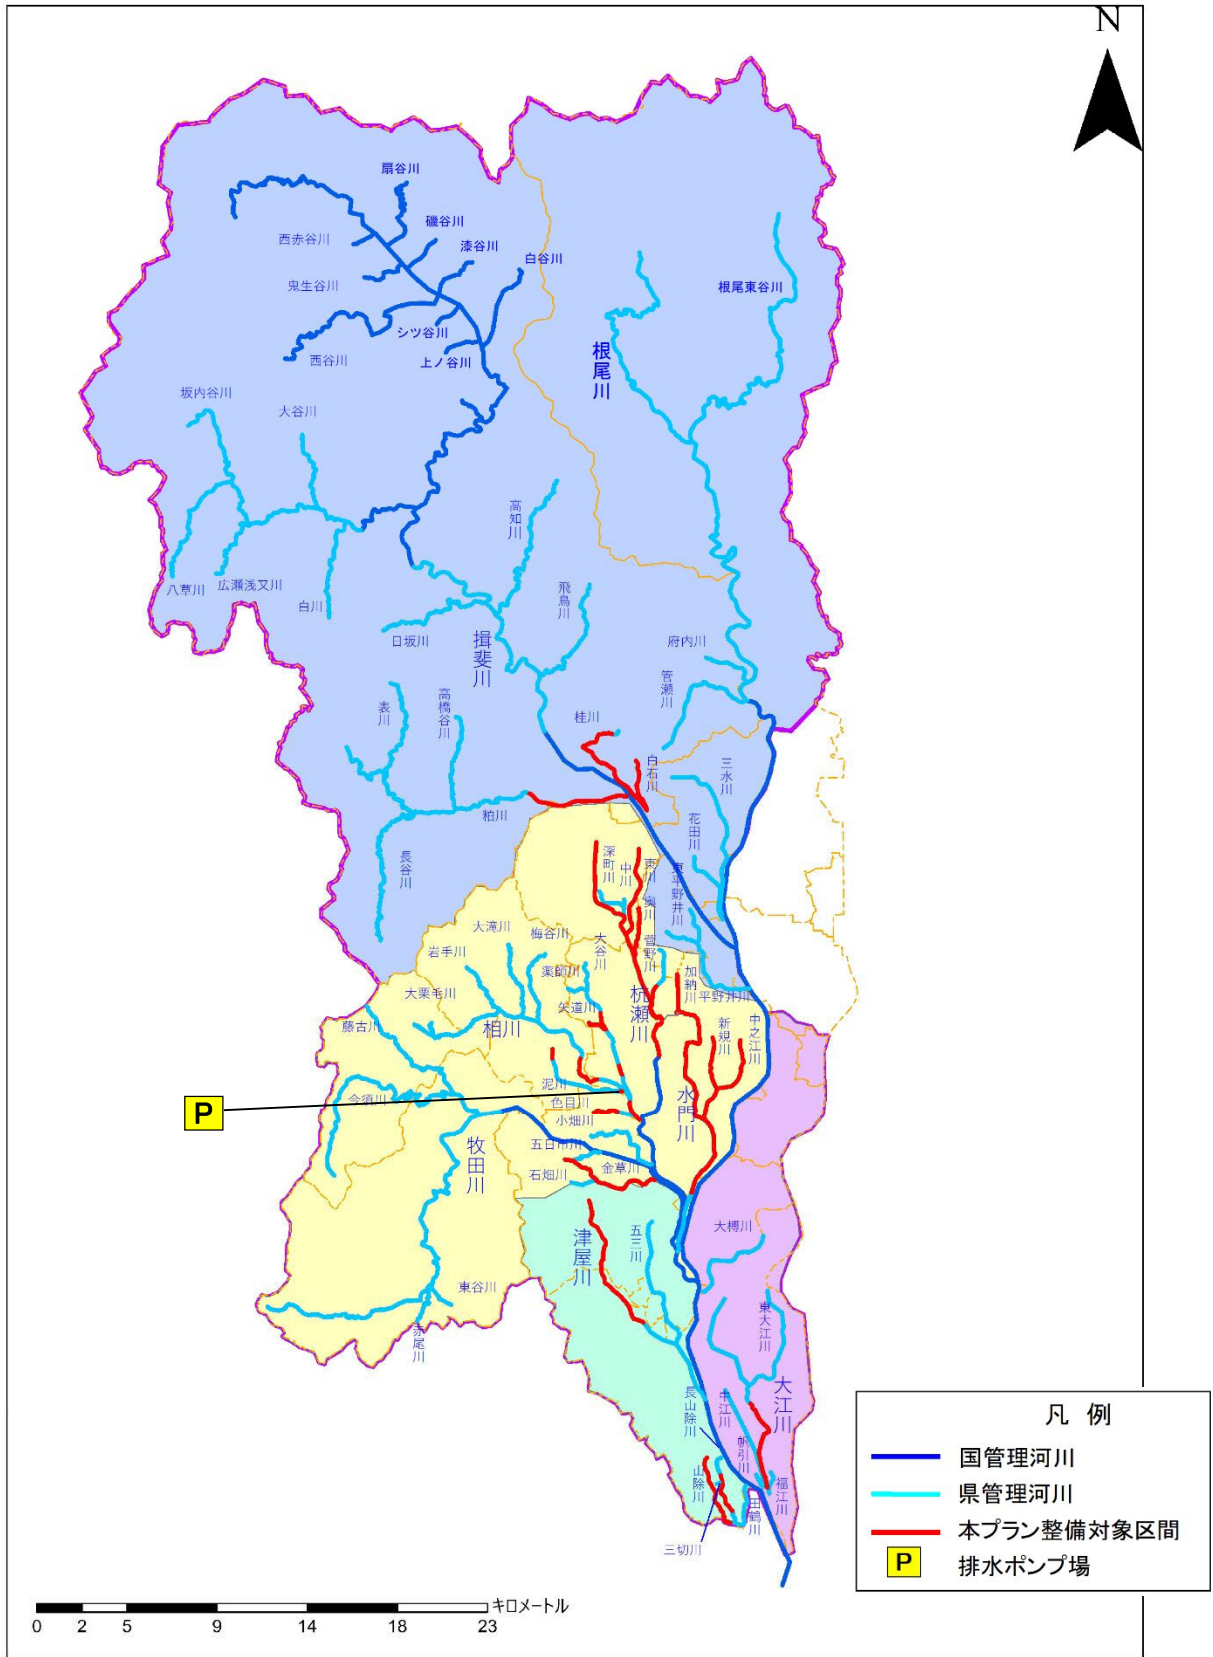 N
扇谷川
磯谷川
西赤谷川
漆谷川
白谷川
鬼生谷川
根尾東谷川
シツ谷川
西谷川
上ノ谷川
根尾川
坂内谷川
大谷川
高知川
八草川
広瀬浅又川
白川
飛鳥川
日坂川
揖斐川
府内川
管瀬川
表川
高橋谷川
桂川
白石川
三水川
粕川
花田川
長谷川
深町川
中川
東川
奥川
東平野井川
大滝川
梅谷川
大谷川
菅野川
岩手川
薬師川
加納川
大栗毛川
矢道川
杭瀬川
平野井川
藤古川
相川
新規川
中之江川
泥川
今須川
色目川
水門川
小畑川
P
五日市川
牧田川
石畑川
金草川
大榑川
津屋川
五三川
東谷川
東大江川
赤尾川
大江川
長山除川
中江川
帆引川
山除川
福江川
田鶴川
三切川
凡 例
国管理河川
県管理河川
本プラン整備対象区間
P
排水ポンプ場
キロメートル
0 2 5 9 14 18 23